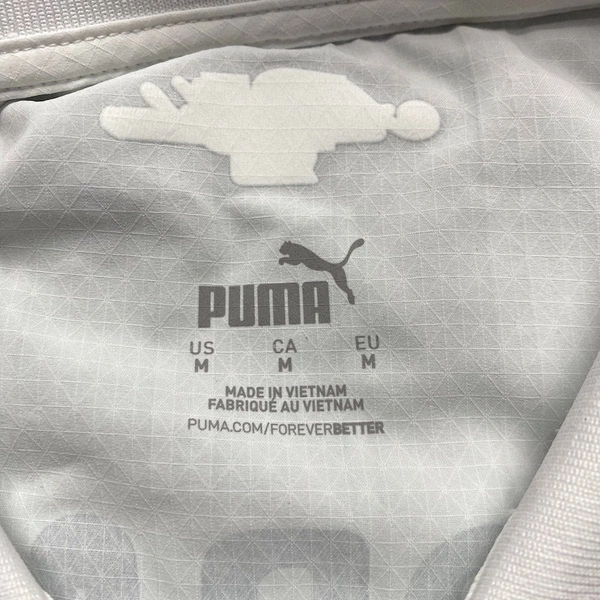 PUMA
US CA EU
M M M
MADE IN VIETNAM
FABRIQUÉ AU VIETNAM
PUMA.COM/FOREVERBETTER